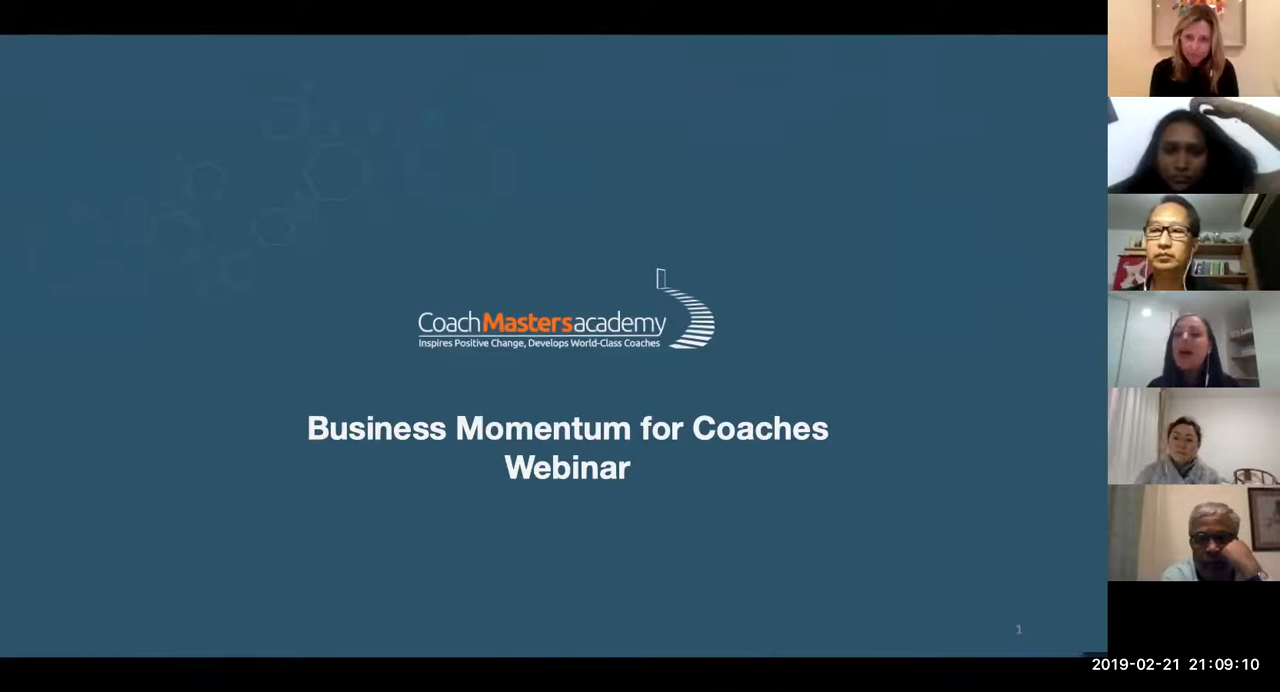 CoachMastersacademy
Inspires Positive Change, Develops World-Class Coaches
Business Momentum for Coaches
Webinar
1
2019-02-21 21:09:10